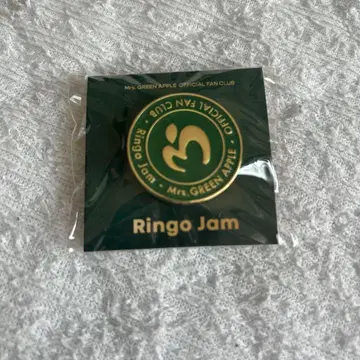 Mrs. GREEN APPLE OFFICIAL FAN CLUB
Ringo Jam • Mrs. GREEN APPLE • OFFICIAL FAN CLUB •
Ringo Jam